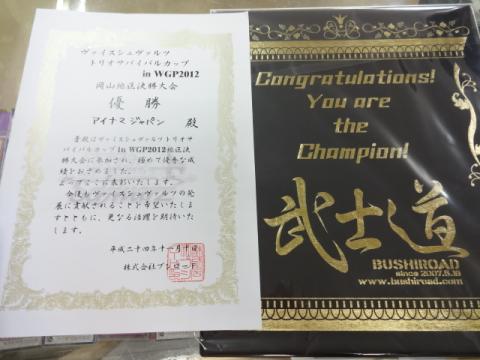 ヴァイスシュヴァルツ
トリオサバイバルカップ
in WGP2012
岡山地区決勝大会
優勝
アイナマ ジャパン 殿
貴殿はヴァイスシュヴァルツトリオサ
バイバルカップin WGP2012地区決
勝大会に参加され、極めて優秀な成
績をおさめました。
よってここに表彰いたします。
今後もヴァイスシュヴァルツの発
展に貢献されることを希望いたしま
すとともに、更なる活躍を期待いた
します。
平成二十四年十一月十日
株式会社ブシロード
Congratulations!
You are
the
Champion!
武士道
BUSHIROAD
since 2007.5.18
www.bushiroad.com